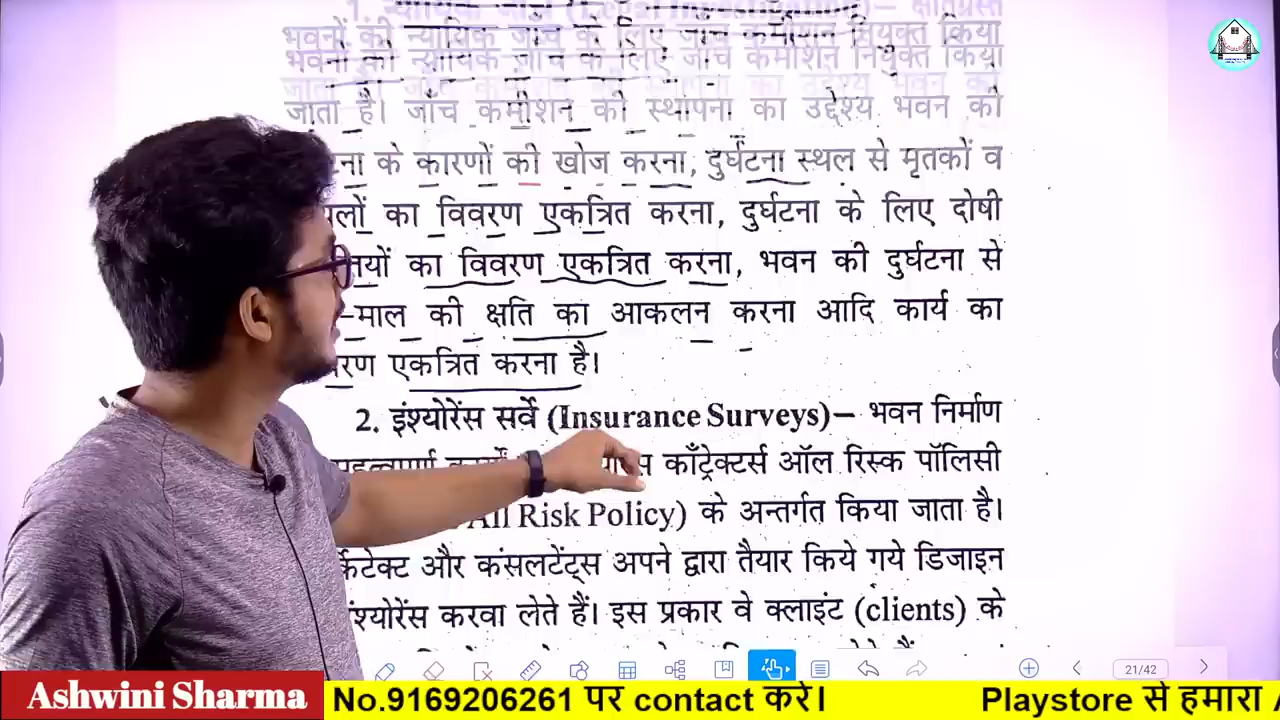 भवनों की न्यायिक जाँच के लिए जाँच कमीशन नियुक्त किया
जाता है। जाँच कमीशन की स्थापना का उद्देश्य भवन की
के कारणों की खोज करना, दुर्घटना स्थल से मृतकों व
का विवरण एकत्रित करना, दुर्घटना के लिए दोषी
का विवरण एकत्रित करना, भवन की दुर्घटना से
-माल की क्षति का आकलन करना आदि कार्य का
एकत्रित करना है।
2. इंश्योरेंस सर्वे (Insurance Surveys)– भवन निर्माण
काँट्रेक्टर्स ऑल रिस्क पॉलिसी
All Risk Policy) के अन्तर्गत किया जाता है।
और कंसलटेंट्स अपने द्वारा तैयार किये गये डिजाइन
इंश्योरेंस करवा लेते हैं। इस प्रकार वे क्लाइंट (clients) के
21/42
Ashwini Sharma
No.9169206261 पर contact करे।
Playstore से हमारा